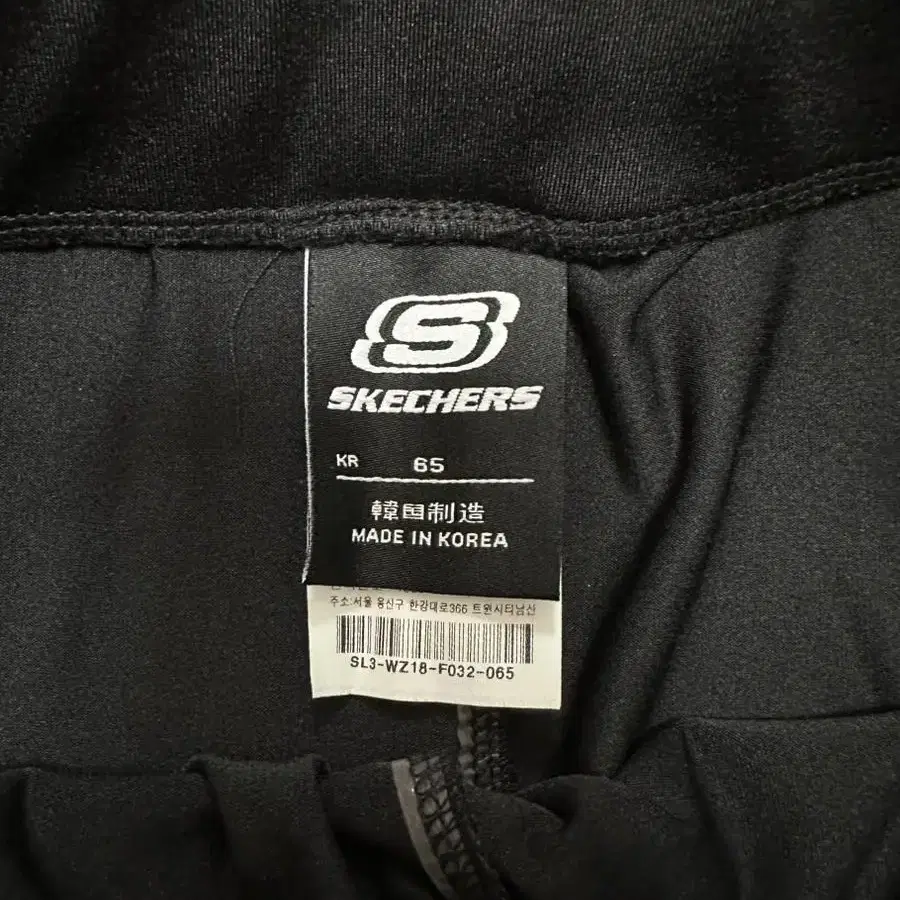 S
SKECHERS
KR 65
韓国制造
MADE IN KOREA
주소:서울 용산구 한강대로366 트윈시티남산
SL3-WZ18-F032-065